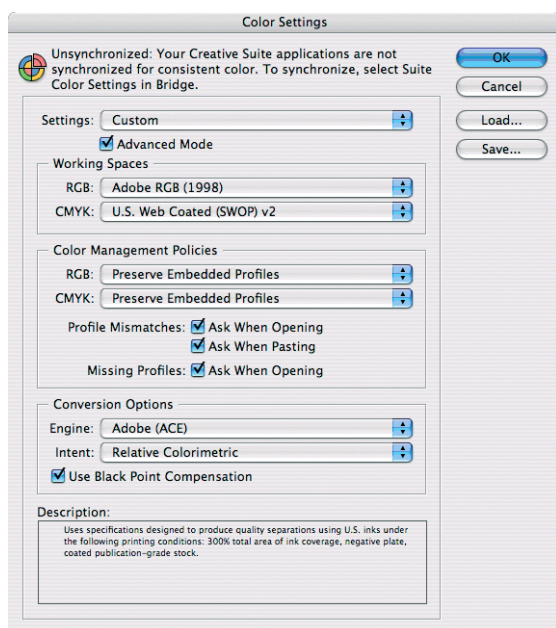 Color Settings
Unsynchronized: Your Creative Suite applications are not
synchronized for consistent color. To synchronize, select Suite
Color Settings in Bridge.
OK
Cancel
Load...
Save...
Settings: Custom
Advanced Mode
Working Spaces
RGB: Adobe RGB (1998)
CMYK: U.S. Web Coated (SWOP) v2
Color Management Policies
RGB: Preserve Embedded Profiles
CMYK: Preserve Embedded Profiles
Profile Mismatches: Ask When Opening
Ask When Pasting
Missing Profiles: Ask When Opening
Conversion Options
Engine: Adobe (ACE)
Intent: Relative Colorimetric
Use Black Point Compensation
Description:
Uses specifications designed to produce quality separations using U.S. inks under
the following printing conditions: 300% total area of ink coverage, negative plate,
coated publication-grade stock.